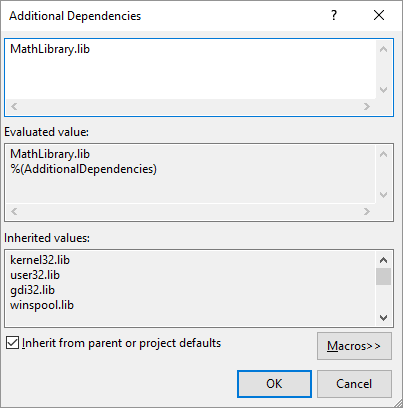 Additional Dependencies
MathLibrary.lib
Evaluated value:
MathLibrary.lib
%(AdditionalDependencies)
Inherited values:
kernel32.lib
user32.lib
gdi32.lib
winspool.lib
Inherit from parent or project defaults
Macros>>
OK Cancel